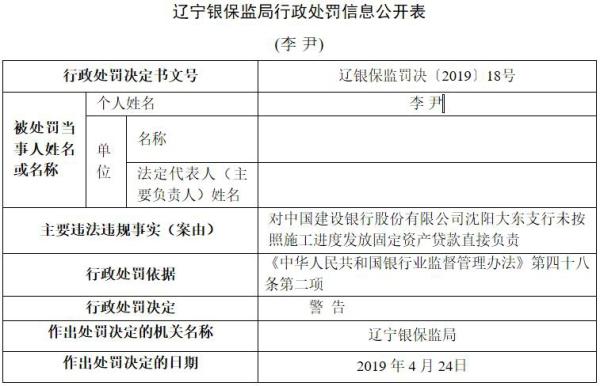 辽宁银保监局行政处罚信息公开表
(李 尹)
行政处罚决定书文号
辽银保监罚决〔2019〕18号
被处罚当
事人姓名
或名称
个人姓名
李 尹
单
位
名称
法定代表人（主
要负责人）姓名
主要违法违规事实（案由）
对中国建设银行股份有限公司沈阳大东支行未按
照施工进度发放固定资产贷款直接负责
行政处罚依据
《中华人民共和国银行业监督管理办法》第四十八
条第二项
行政处罚决定
警 告
作出处罚决定的机关名称
辽宁银保监局
作出处罚决定的日期
2019 年 4 月 24日